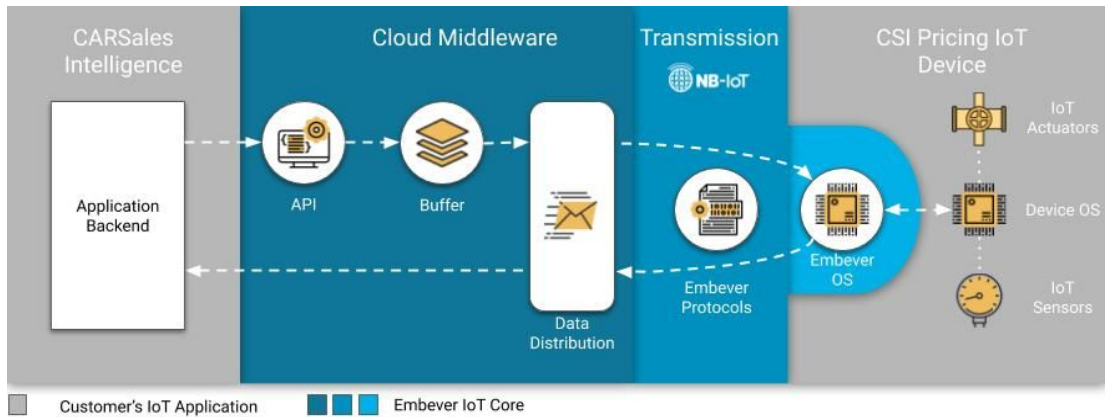 CARSales
Intelligence
Cloud Middleware
Transmission
NB-IoT
CSI Pricing IoT
Device
Application
Backend
API
Buffer
Data
Distribution
Embever
Protocols
Embever
OS
IoT
Actuators
Device OS
IoT
Sensors
Customer's IoT Application
Embever IoT Core